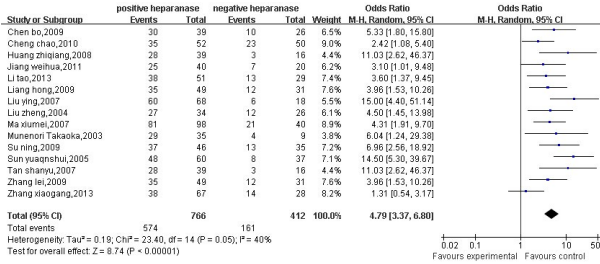 positive heparanase negative heparanase Odds Ratio Odds Ratio
Study or Subgroup Events Total Events Total Weight M-H, Random, 95% CI M-H, Random, 95% CI
Chen bo,2009 30 39 10 26 6.5% 5.33 [1.80, 15.80]
Cheng chao,2010 35 52 23 50 9.1% 2.42 [1.08, 5.40]
Huang zhiqiang,2008 28 39 3 16 4.5% 11.03 [2.62, 46.37]
Jiang weihua,2011 25 40 7 20 6.2% 3.10 [1.01, 9.48]
Li tao,2013 38 51 13 29 7.5% 3.60 [1.37, 9.45]
Liang hong,2009 35 49 12 31 7.6% 3.96 [1.53, 10.26]
Liu ying,2007 60 68 6 18 5.6% 15.00 [4.40, 51.14]
Liu zheng,2004 27 34 12 26 6.2% 4.50 [1.45, 13.98]
Ma xiumei,2007 81 98 21 40 9.0% 4.31 [1.91, 9.70]
Munenori Takaoka,2003 29 35 4 9 3.9% 6.04 [1.24, 29.38]
Su ning,2009 37 46 13 35 7.2% 6.96 [2.56, 18.92]
Sun yuaqnshui,2005 48 60 8 37 7.2% 14.50 [5.30, 39.67]
Tan shanyu,2007 28 39 3 16 4.5% 11.03 [2.62, 46.37]
Zhang lei,2009 35 49 12 31 7.6% 3.96 [1.53, 10.26]
Zhang xiaogang,2013 38 67 14 28 8.2% 1.31 [0.54, 3.17]
Total (95% CI) 766 412 100.0% 4.79 [3.37, 6.80]
Total events 574 161
Heterogeneity: Tau² = 0.19; Chi² = 23.40, df = 14 (P = 0.05); I² = 40%
Test for overall effect: Z = 8.74 (P < 0.00001)
0.02 0.1 1 10 50
Favours experimental Favours control